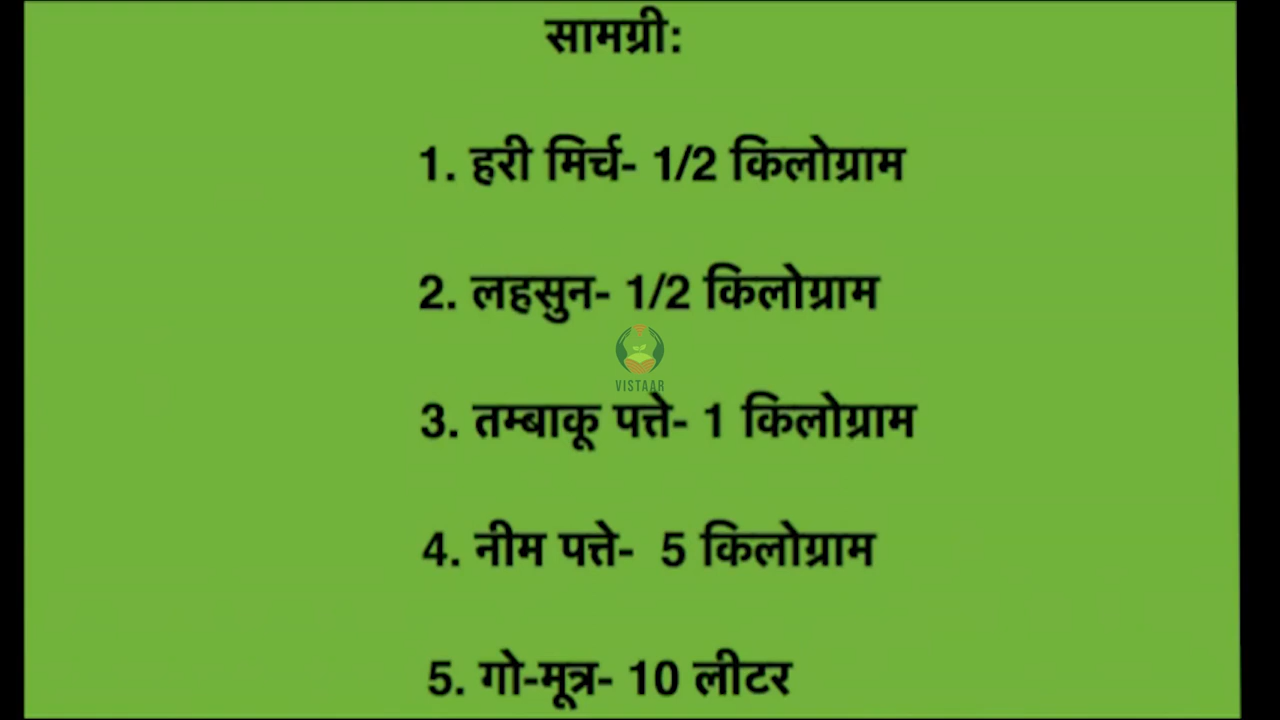 सामग्री:
1. हरी मिर्च- 1/2 किलोग्राम
2. लहसुन- 1/2 किलोग्राम
VISTAAR
3. तम्बाकू पत्ते- 1 किलोग्राम
4. नीम पत्ते- 5 किलोग्राम
5. गो-मूत्र- 10 लीटर